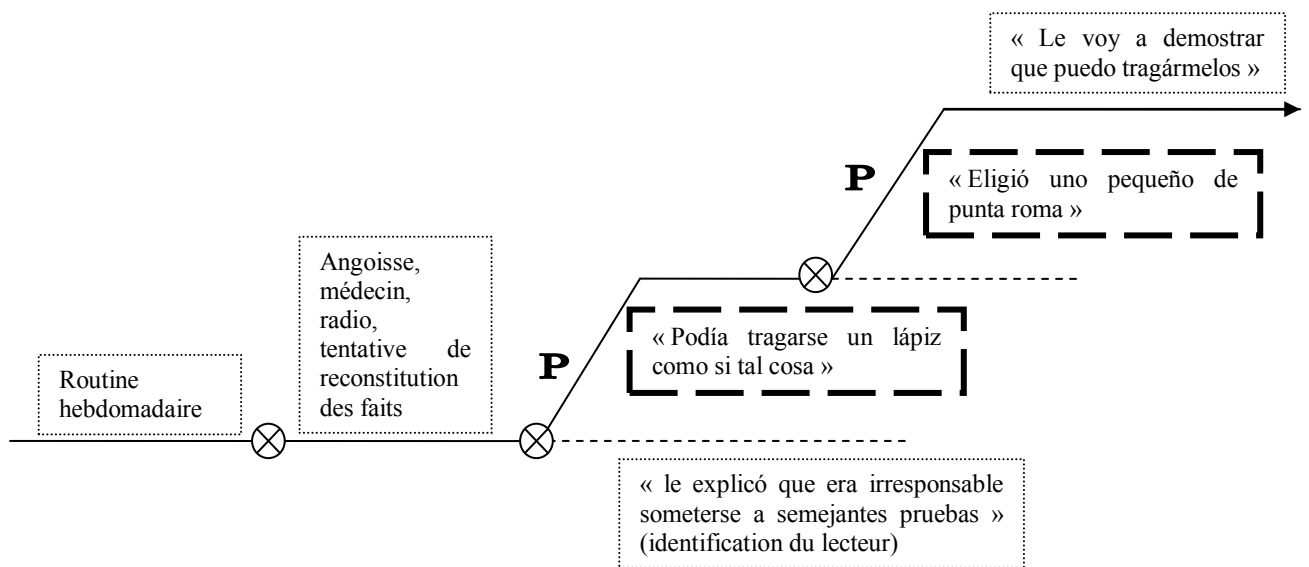 « Le voy a demostrar
que puedo tragármelos »
P
« Eligió uno pequeño de
punta roma »
Angoisse,
médecin,
radio,
tentative de
reconstitution
des faits
P
« Podía tragarse un lápiz
como si tal cosa »
Routine
hebdomadaire
« le explicó que era irresponsable
someterse a semejantes pruebas »
(identification du lecteur)